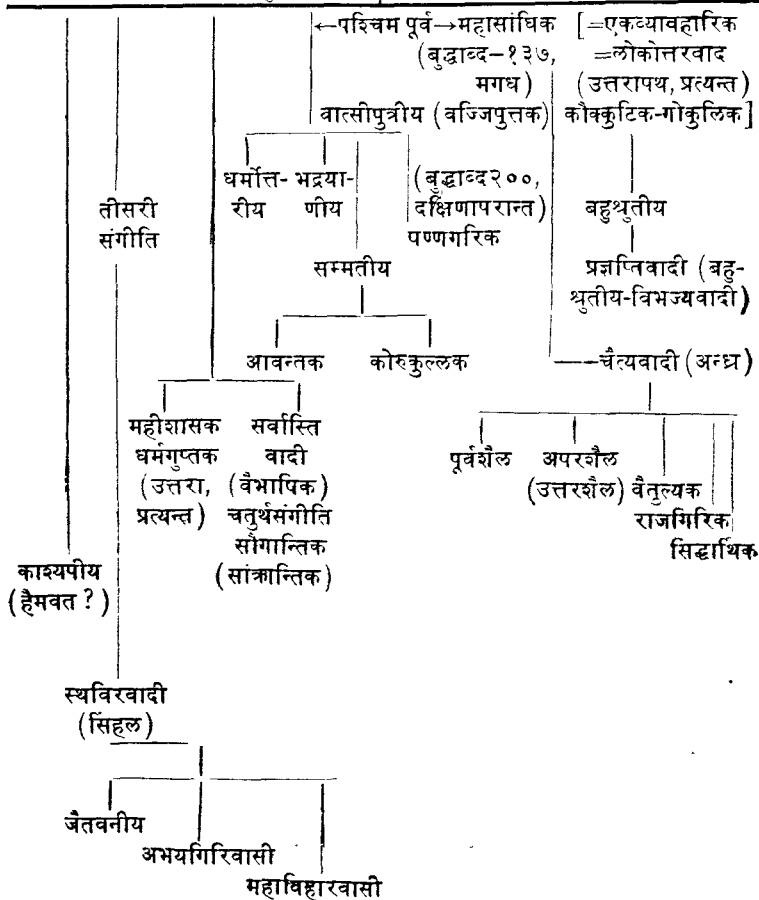 ←पश्चिम पूर्व→महासांघिक [=एकव्यावहारिक
(बुद्धाब्द-१३७, =लोकोत्तरवाद
मगध) (उत्तरापथ, प्रत्यन्त)
वात्सीपुत्रीय (वज्जिपुत्तक) कौक्कुटिक-गोकुलिक]
धर्मोत्त- भद्रया- (बुद्धाब्द२००,
तीसरी रीय णीय दक्षिणापरान्त) बहुश्रुतीय
संगीति पण्णगरिक
सम्मतीय प्रज्ञप्तिवादी (बहु-
श्रुतीय-विभज्यवादी)
आवन्तक कोरुकुल्लक चैत्यवादी (अन्ध्र)
महीशासक सर्वास्ति
धर्मगुप्तक वादी पूर्वशैल अपरशैल
(उत्तरा, (वैभाषिक) (उत्तरशैल) वैतुल्यक
प्रत्यन्त) चतुर्थसंगीति राजगिरिक
सौगान्तिक सिद्धार्थिक
काश्यपीय (सांक्रान्तिक)
(हैमवत ?)
स्थविरवादी
(सिंहल)
जेतवनीय
अभयगिरिवासी
महाविहारवासी